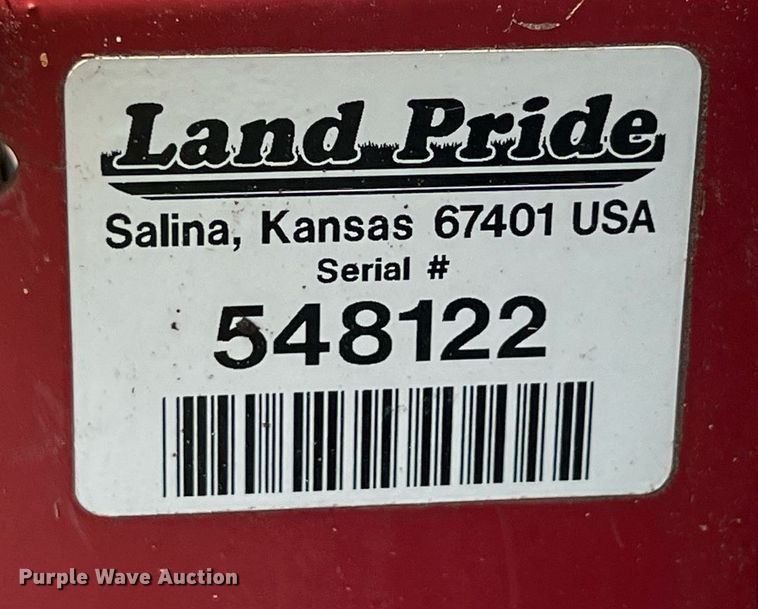 Land Pride
Salina, Kansas 67401 USA
Serial #
548122
Purple Wave Auction